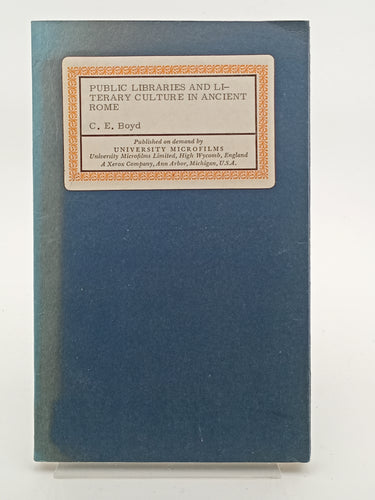 PUBLIC LIBRARIES AND LI-
TERARY CULTURE IN ANCIENT
ROME
C. E. Boyd
Published on demand by
UNIVERSITY MICROFILMS
University Microfilms Limited, High Wycomb, England
A Xerox Company, Ann Arbor, Michigan, U.S.A.